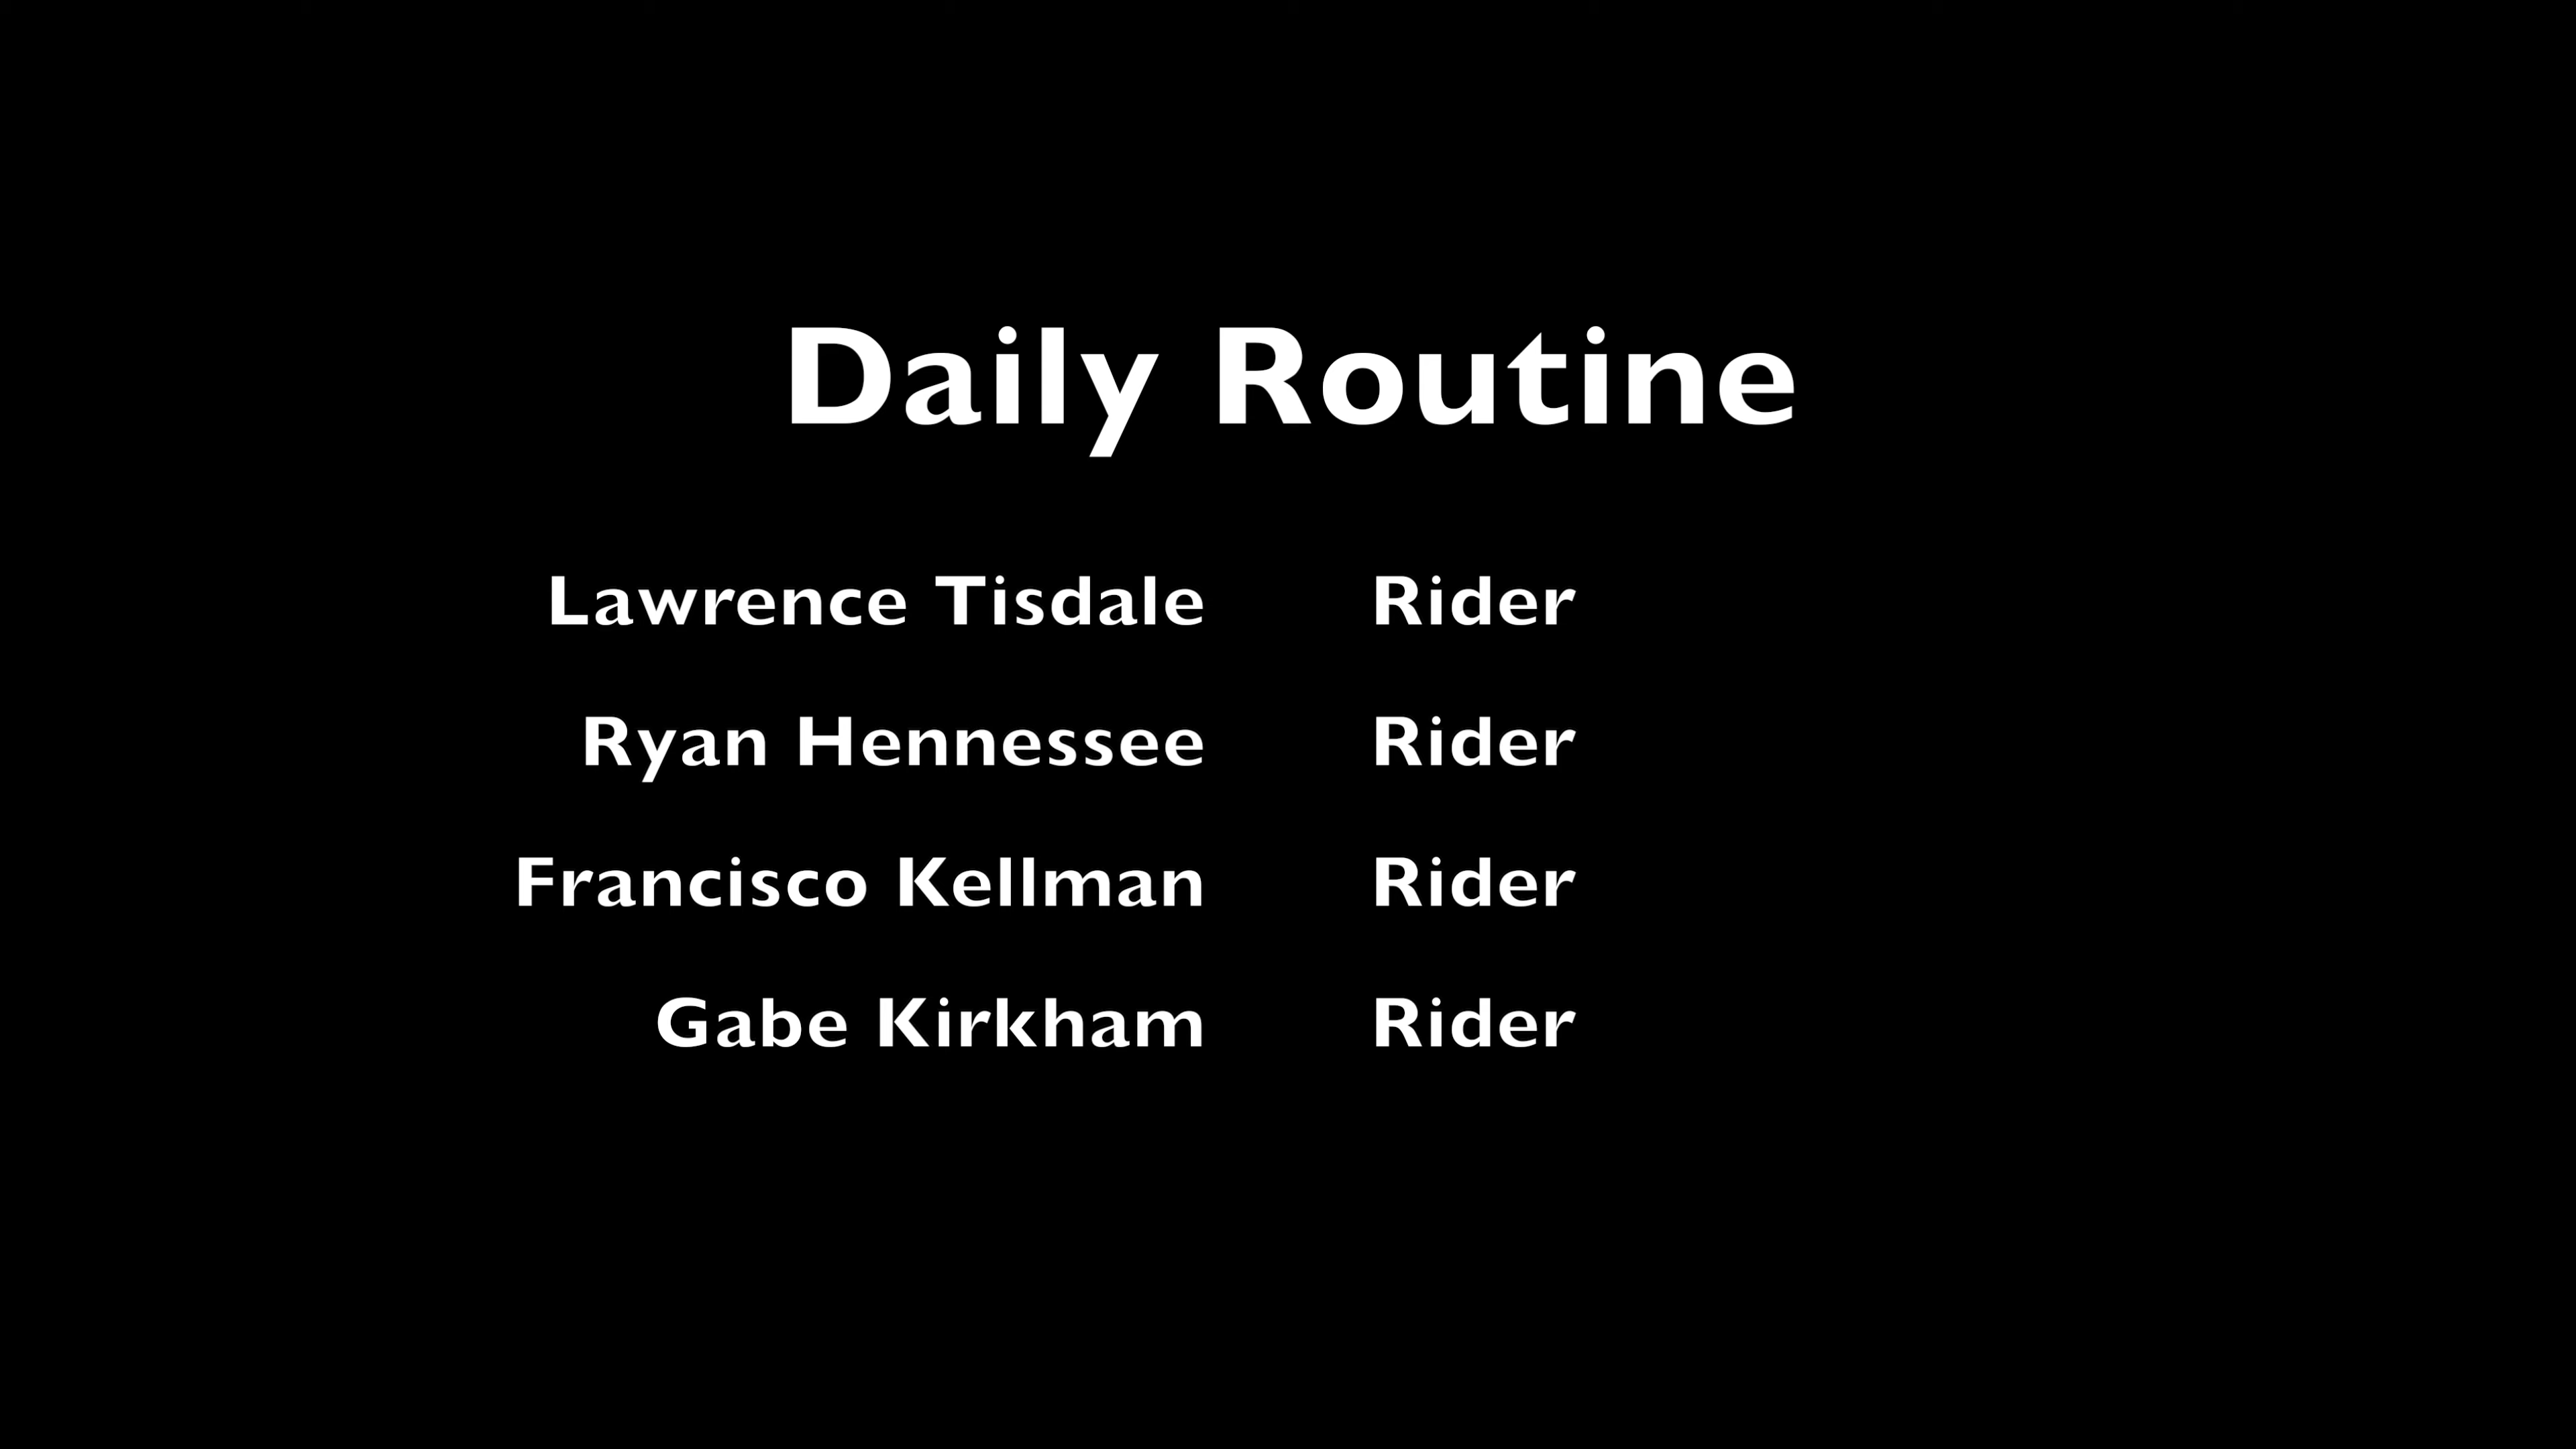 Daily Routine
Lawrence Tisdale Rider
Ryan Hennessee Rider
Francisco Kellman Rider
Gabe Kirkham Rider